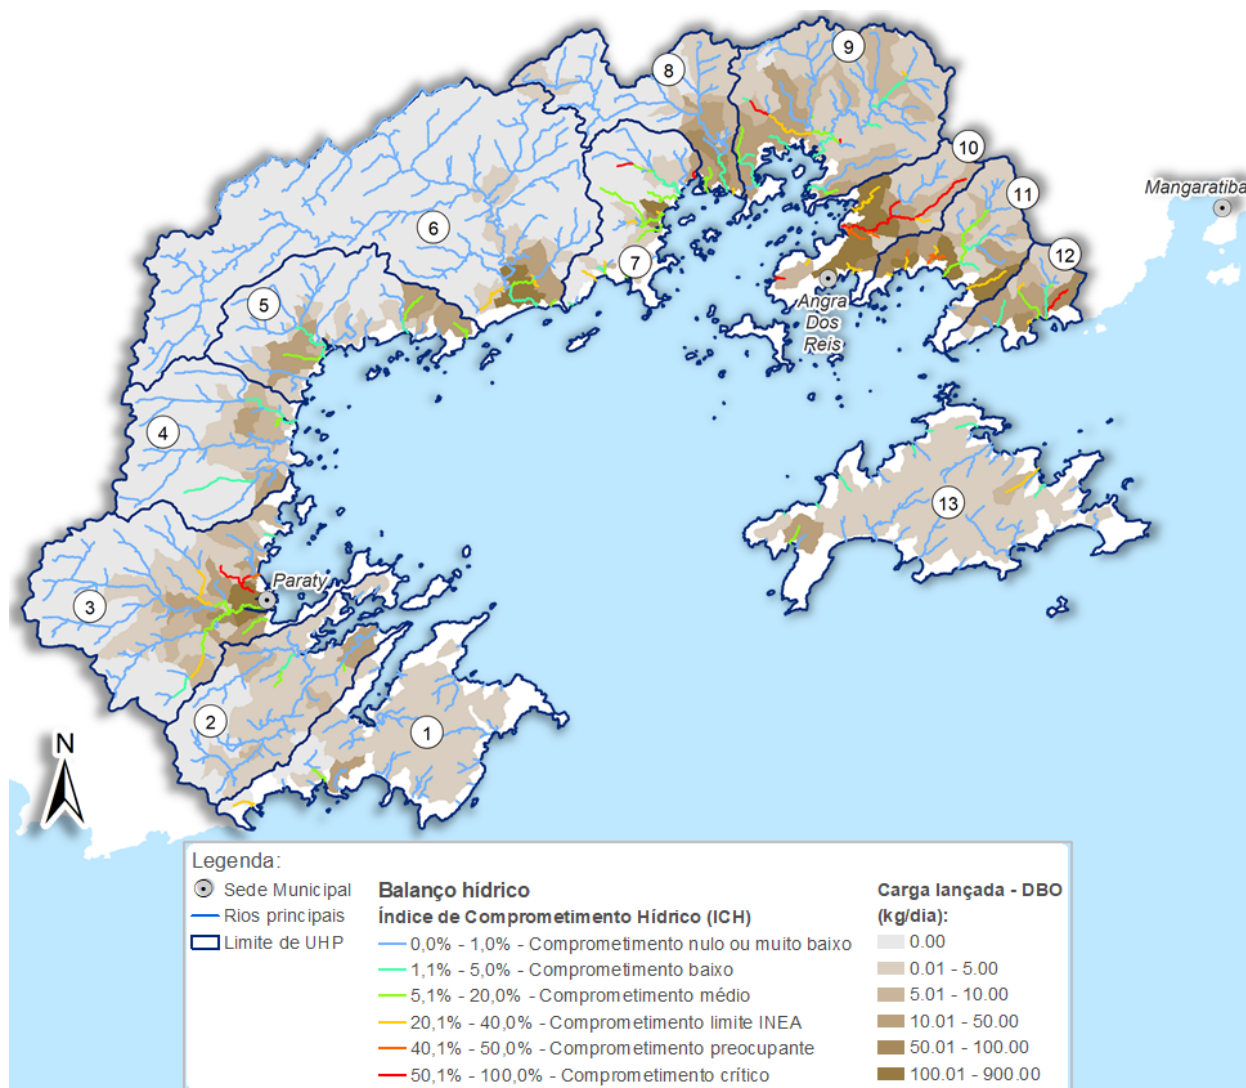 9
8
10
Mangaratiba
11
6
12
7
5
Angra
Dos
Reis
4
13
Paraty
3
2
1
N
Legenda:
Sede Municipal
Rios principais
Limite de UHP
Balanço hídrico
Índice de Comprometimento Hídrico (ICH)
0,0% - 1,0% - Comprometimento nulo ou muito baixo
1,1% - 5,0% - Comprometimento baixo
5,1% - 20,0% - Comprometimento médio
20,1% - 40,0% - Comprometimento limite INEA
40,1% - 50,0% - Comprometimento preocupante
50,1% - 100,0% - Comprometimento crítico
Carga lançada - DBO
(kg/dia):
0.00
0.01 - 5.00
5.01 - 10.00
10.01 - 50.00
50.01 - 100.00
100.01 - 900.00